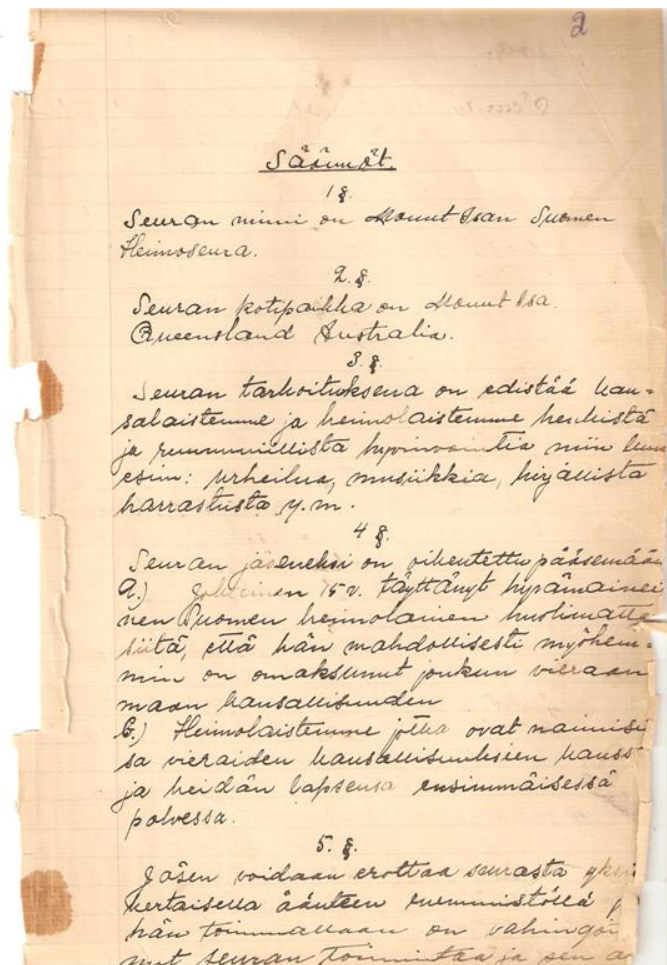 2
Säännöt.
1 §.
Seuran nimi on Mount Isan Suomen
Heimoseura.
2. §.
Seuran kotipaikka on Mount Isa.
Queensland Australia.
3. §.
Seuran tarkoituksena on edistää kan=
salaistemme ja heimolaistemme henkistä
ja ruumiillista hyvinvointia niin kuin
esim: urheilua, musiikkia, kirjallista
harrastusta y.m.
4 §.
Seuran jäseneksi on oikeutettu pääsemään
A.) Jokainen 15 v. täyttänyt hyvämainei
nen Suomen heimolainen huolimatta
siitä, että hän mahdollisesti myöhem=
min on omaksunut jonkun vieraan
maan kansallisuuden
B.) Heimolaistemme jotka ovat naimisi
sa vieraiden kansallisuuksien kanss
ja heidän lapsensa ensimmäisessä
polvessa.
5. §.
Jäsen voidaan erottaa seurasta yksin
kertaisella äänten enemmistöllä
hän toiminnallaan on vahingoi
nut seuran toimintaa ja sen